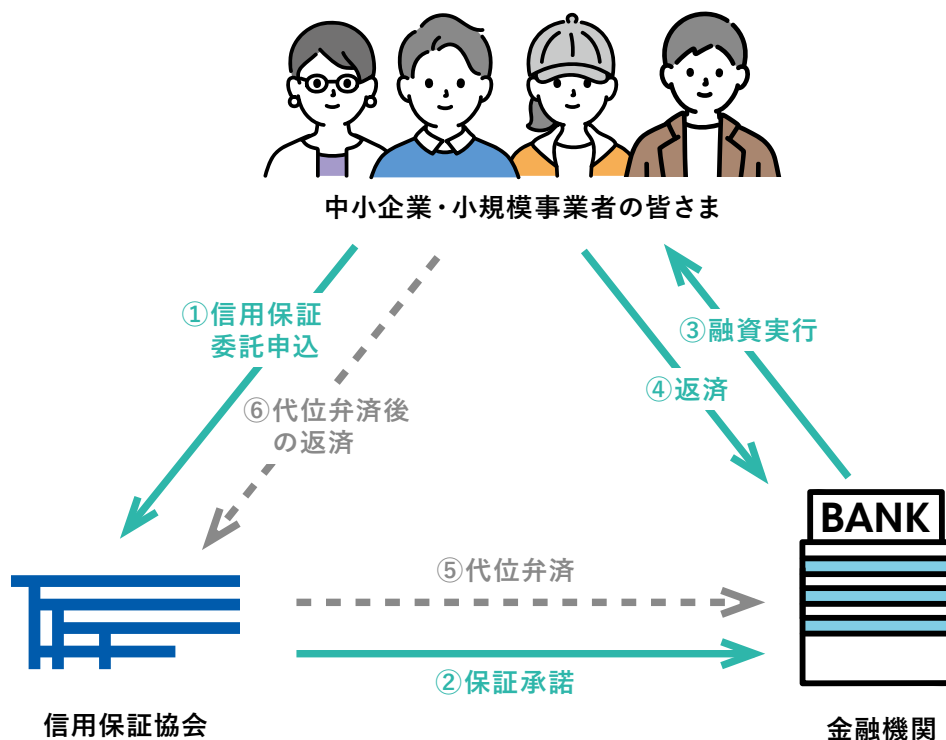 中小企業・小規模事業者の皆さま
①信用保証
委託申込
③融資実行
④返済
⑥代位弁済後
の返済
BANK
⑤代位弁済
②保証承諾
信用保証協会
金融機関